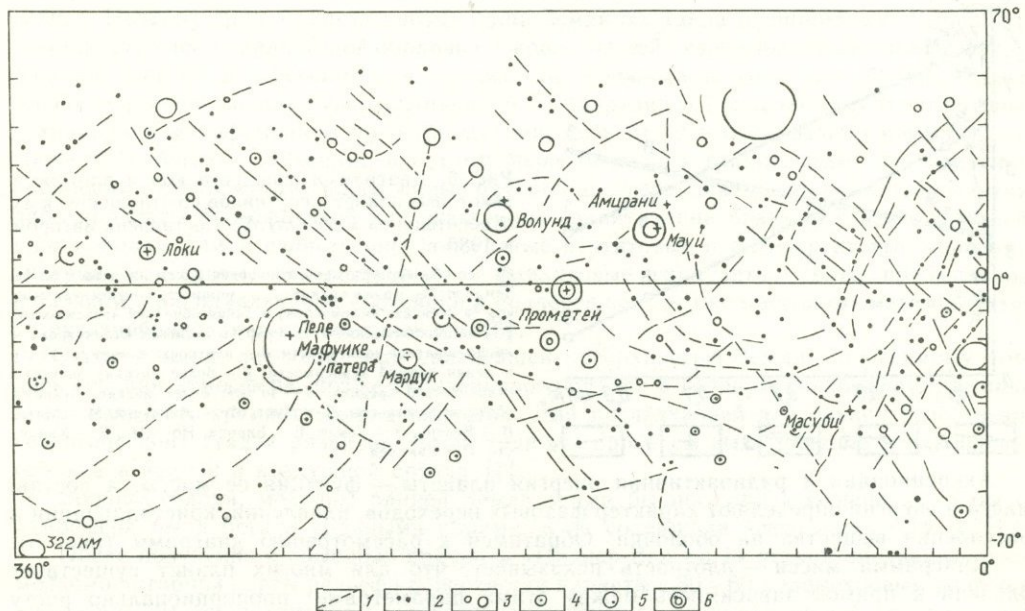 70°
Амирани
Волунд
Мауи
Локи
0°
Прометей
Пеле
Мафуике
патера
Мардук
Масуби
322 КМ
-70°
360°
0°
1
2
3
4
5
6